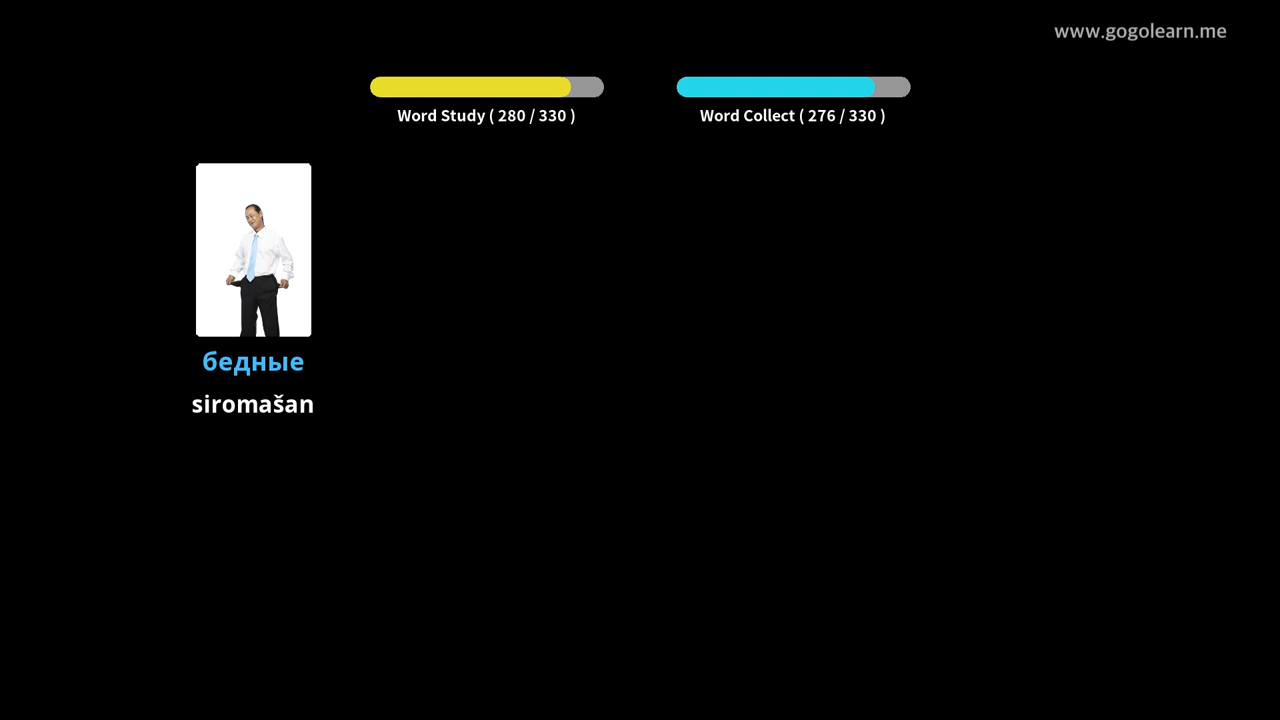 www.gogolearn.me
Word Study ( 280 / 330 )
Word Collect ( 276 / 330 )
бедные
siromašan